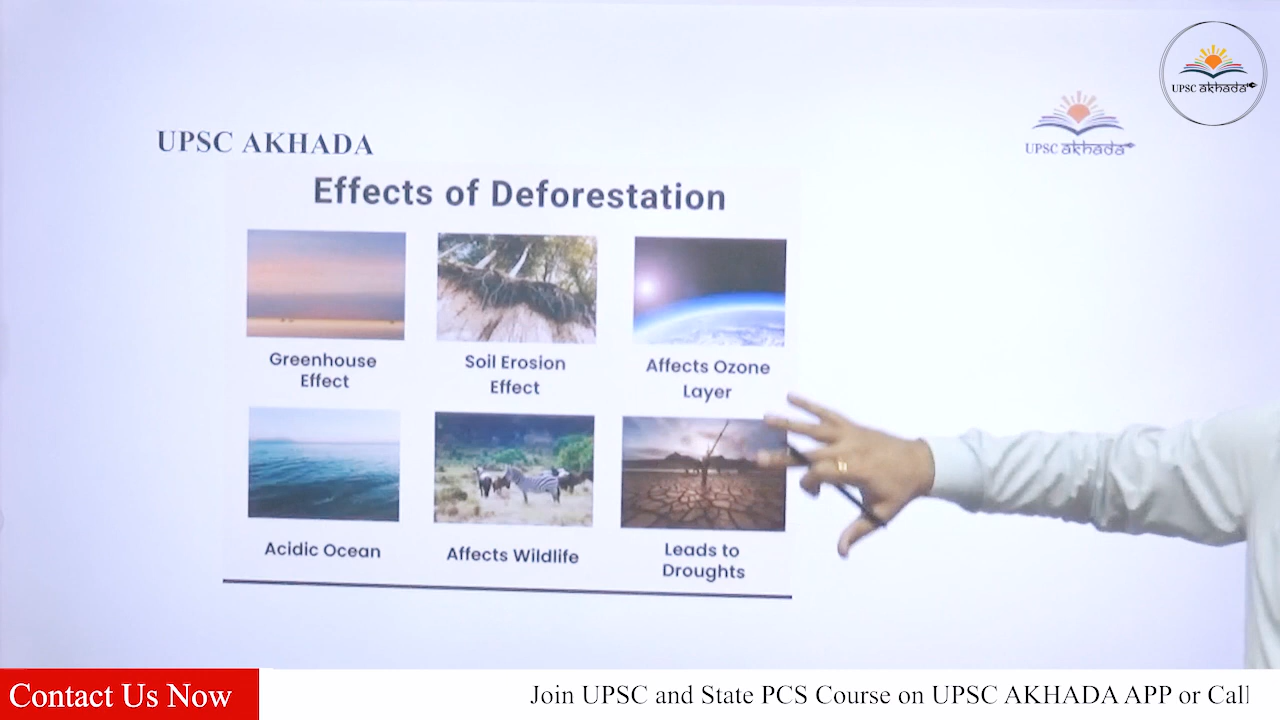 UPSC akhada
UPSC akhada
UPSC AKHADA
Effects of Deforestation
Greenhouse
Effect
Soil Erosion
Effect
Affects Ozone
Layer
Acidic Ocean
Affects Wildlife
Leads to
Droughts
Contact Us Now
Join UPSC and State PCS Course on UPSC AKHADA APP or Call